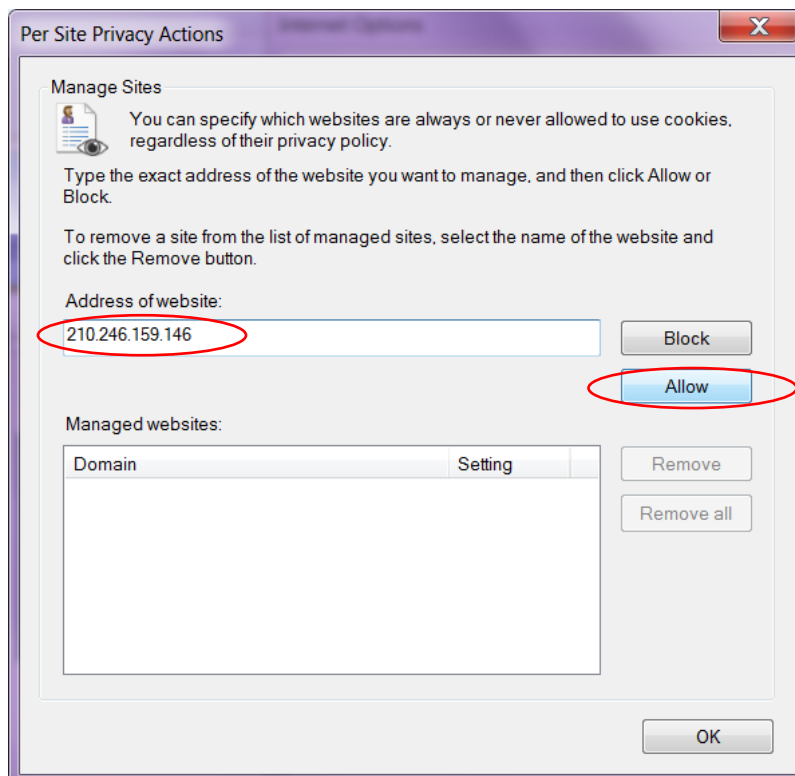 Per Site Privacy Actions
Internet Options
Manage Sites
You can specify which websites are always or never allowed to use cookies,
regardless of their privacy policy.
Type the exact address of the website you want to manage, and then click Allow or
Block.
To remove a site from the list of managed sites, select the name of the website and
click the Remove button.
Address of website:
210.246.159.146
Block
Allow
Managed websites:
Domain Setting
Remove
Remove all
OK